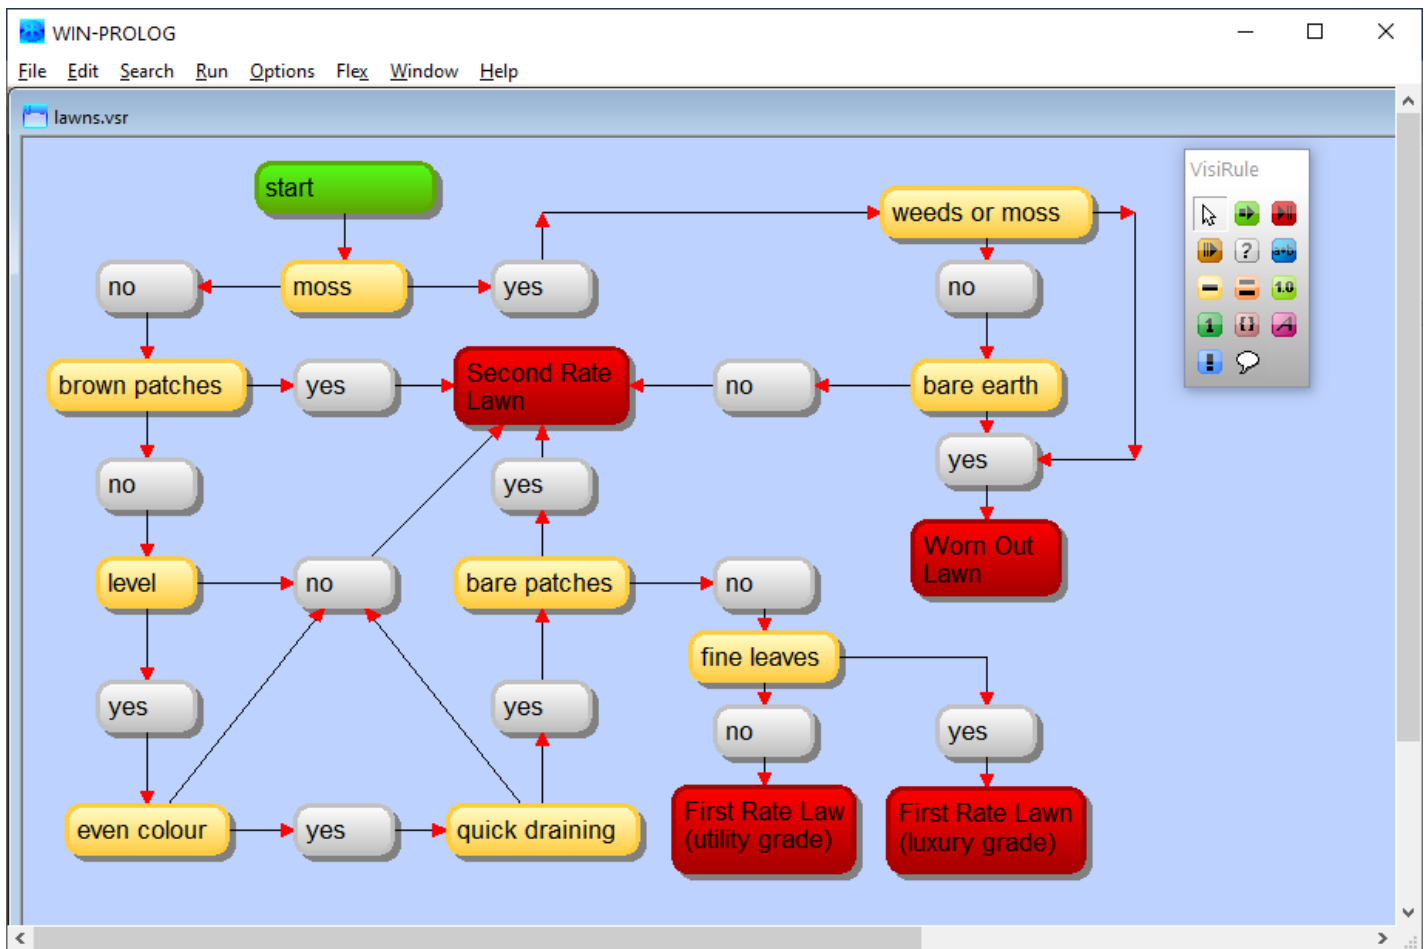 WIN-PROLOG
File Edit Search Run Options Flex Window Help
lawns.vsr
VisiRule
a+b
1.0
1
{}
A
?
start
weeds or moss
no
moss
yes
no
brown patches
yes
Second Rate
Lawn
no
bare earth
no
yes
yes
level
no
bare patches
no
Worn Out
Lawn
fine leaves
yes
yes
no
yes
even colour
yes
quick draining
First Rate Law
(utility grade)
First Rate Lawn
(luxury grade)